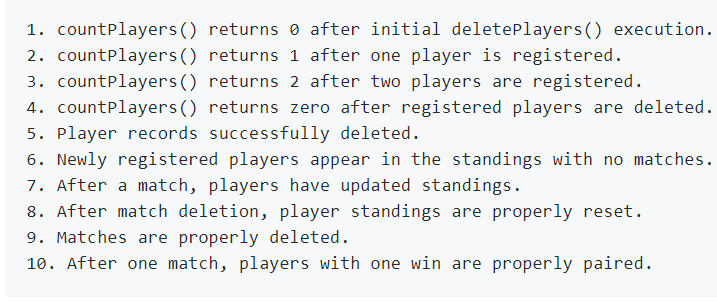 1. countPlayers() returns 0 after initial deletePlayers() execution.
2. countPlayers() returns 1 after one player is registered.
3. countPlayers() returns 2 after two players are registered.
4. countPlayers() returns zero after registered players are deleted.
5. Player records successfully deleted.
6. Newly registered players appear in the standings with no matches.
7. After a match, players have updated standings.
8. After match deletion, player standings are properly reset.
9. Matches are properly deleted.
10. After one match, players with one win are properly paired.